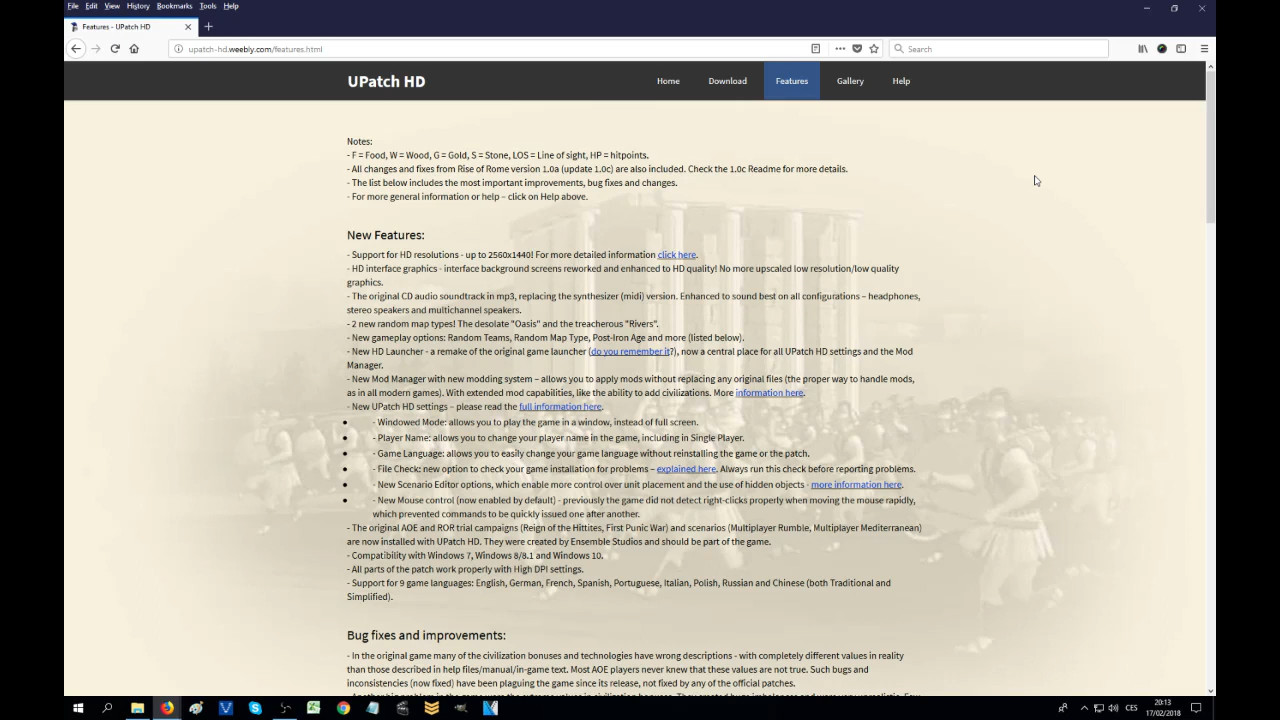 File Edit View History Bookmarks Tools Help
Features - UPatch HD
upatch-hd.weebly.com/features.html
Search
UPatch HD
Home Download Features Gallery Help
Notes:
- F = Food, W = Wood, G = Gold, S = Stone, LOS = Line of sight, HP = hitpoints.
- All changes and fixes from Rise of Rome version 1.0a (update 1.0c) are also included. Check the 1.0c Readme for more details.
- The list below includes the most important improvements, bug fixes and changes.
- For more general information or help – click on Help above.
New Features:
- Support for HD resolutions - up to 2560x1440! For more detailed information click here.
- HD interface graphics - interface background screens reworked and enhanced to HD quality! No more upscaled low resolution/low quality
graphics.
- The original CD audio soundtrack in mp3, replacing the synthesizer (midi) version. Enhanced to sound best on all configurations – headphones,
stereo speakers and multichannel speakers.
- 2 new random map types! The desolate "Oasis" and the treacherous "Rivers".
- New gameplay options: Random Teams, Random Map Type, Post-Iron Age and more (listed below).
- New HD Launcher - a remake of the original game launcher (do you remember it?), now a central place for all UPatch HD settings and the Mod
Manager.
- New Mod Manager with new modding system – allows you to apply mods without replacing any original files (the proper way to handle mods,
as in all modern games). With extended mod capabilities, like the ability to add civilizations. More information here.
- New UPatch HD settings – please read the full information here.
- Windowed Mode: allows you to play the game in a window, instead of full screen.
- Player Name: allows you to change your player name in the game, including in Single Player.
- Game Language: allows you to easily change your game language without reinstalling the game or the patch.
- File Check: new option to check your game installation for problems – explained here. Always run this check before reporting problems.
- New Scenario Editor options, which enable more control over unit placement and the use of hidden objects - more information here.
- New Mouse control (now enabled by default) - previously the game did not detect right-clicks properly when moving the mouse rapidly,
which prevented commands to be quickly issued one after another.
- The original AOE and ROR trial campaigns (Reign of the Hittites, First Punic War) and scenarios (Multiplayer Rumble, Multiplayer Mediterranean)
are now installed with UPatch HD. They were created by Ensemble Studios and should be part of the game.
- Compatibility with Windows 7, Windows 8/8.1 and Windows 10.
- All parts of the patch work properly with High DPI settings.
- Support for 9 game languages: English, German, French, Spanish, Portuguese, Italian, Polish, Russian and Chinese (both Traditional and
Simplified).
Bug fixes and improvements:
- In the original game many of the civilization bonuses and technologies have wrong descriptions - with completely different values in reality
than those described in help files/manual/in-game text. Most AOE players never knew that these values are not true. Such bugs and
inconsistencies (now fixed) have been plaguing the game since its release, not fixed by any of the official patches.
CES
20:13
17/02/2018